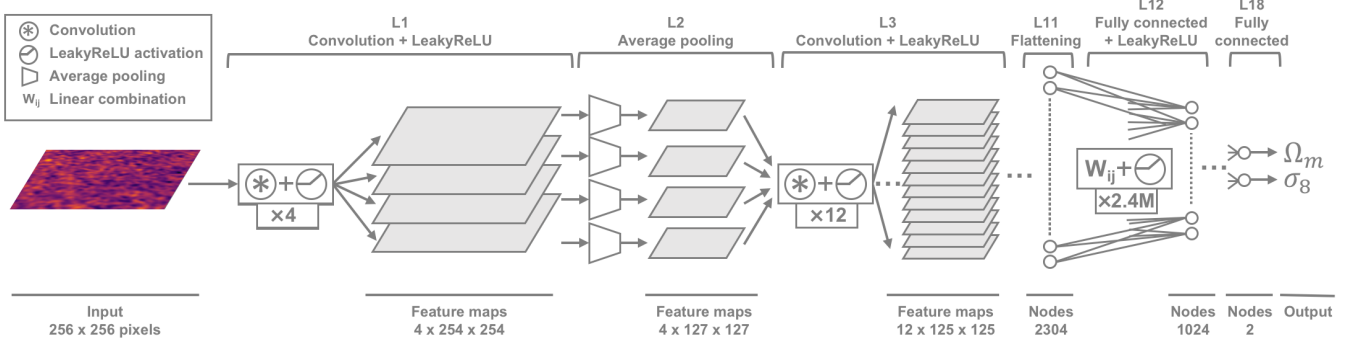 Convolution
LeakyReLU activation
Average pooling
Wij Linear combination
L1
Convolution + LeakyReLU
L2
Average pooling
L3
Convolution + LeakyReLU
L11
Flattening
L12
Fully connected
+ LeakyReLU
L18
Fully
connected
+
×4
+
×12
Wij+
×2.4M
Ωm
σ8
Input
256 x 256 pixels
Feature maps
4 x 254 x 254
Feature maps
4 x 127 x 127
Feature maps
12 x 125 x 125
Nodes
2304
Nodes
1024
Nodes
2
Output